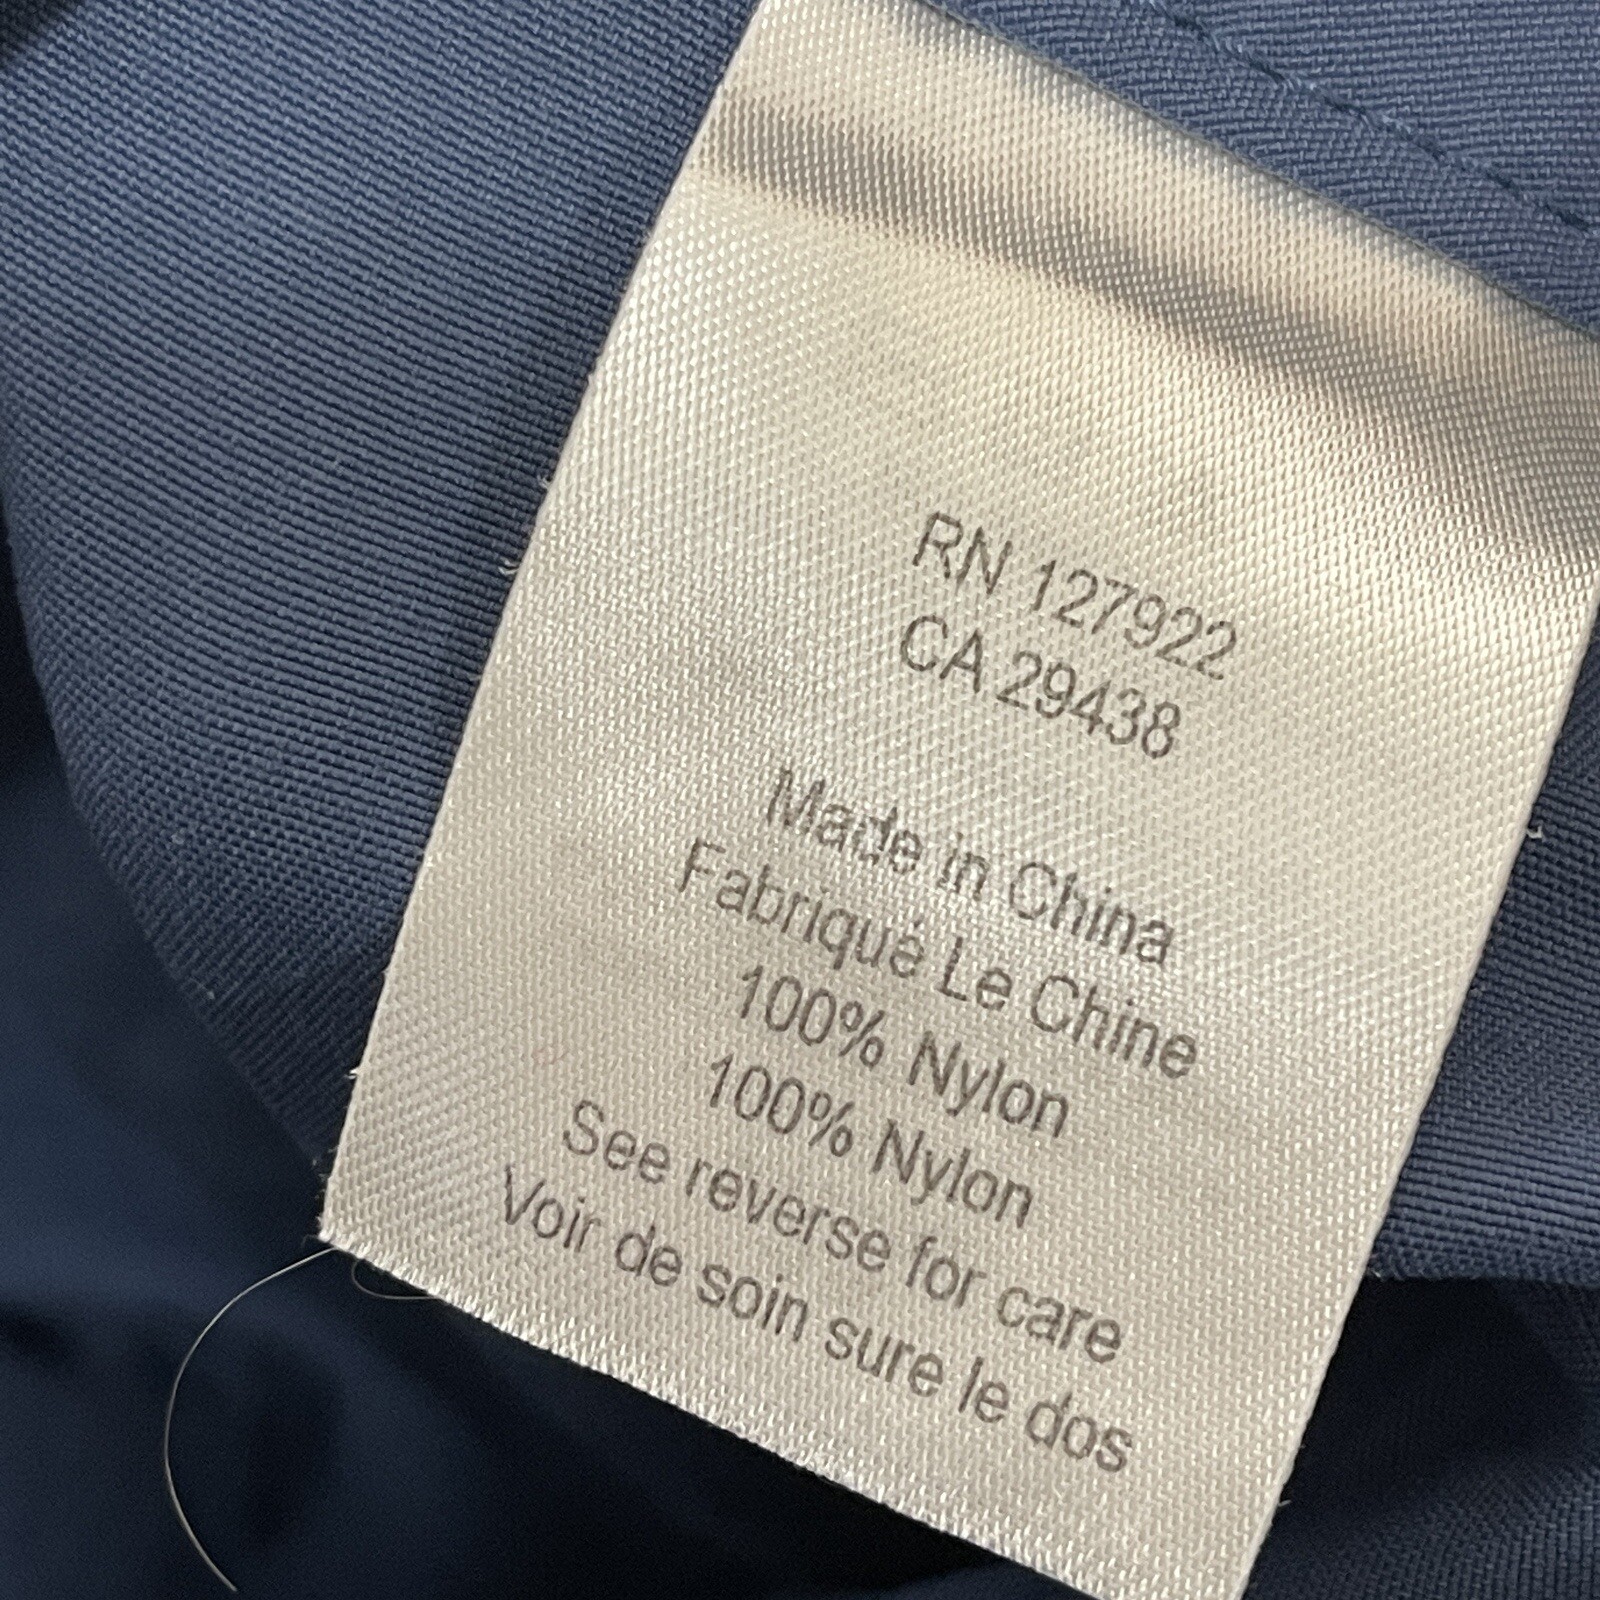 RN 127922
CA 29438
Made in China
Fabriqué Le Chine
100% Nylon
100% Nylon
See reverse for care
Voir de soin sure le dos